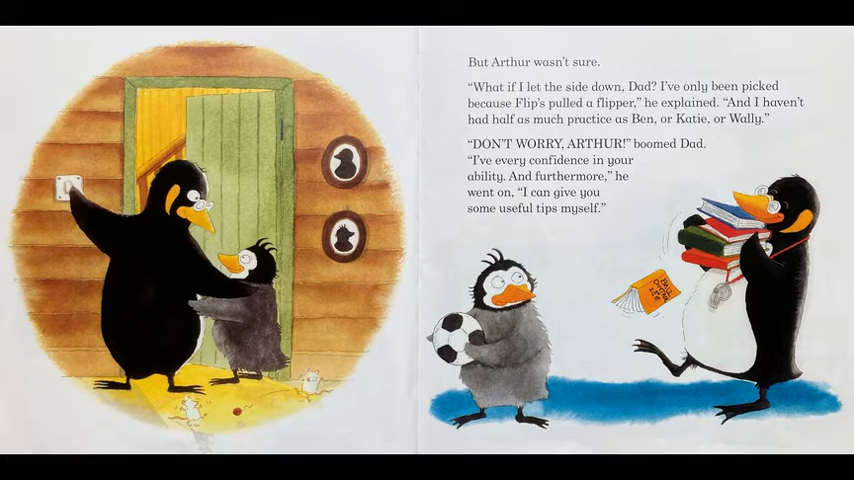 But Arthur wasn't sure.
"What if I let the side down, Dad? I've only been picked
because Flip's pulled a flipper," he explained. "And I haven't
had half as much practice as Ben, or Katie, or Wally."
"DON'T WORRY, ARTHUR!" boomed Dad.
"I've every confidence in your
ability. And furthermore," he
went on, "I can give you
some useful tips myself."
BALL